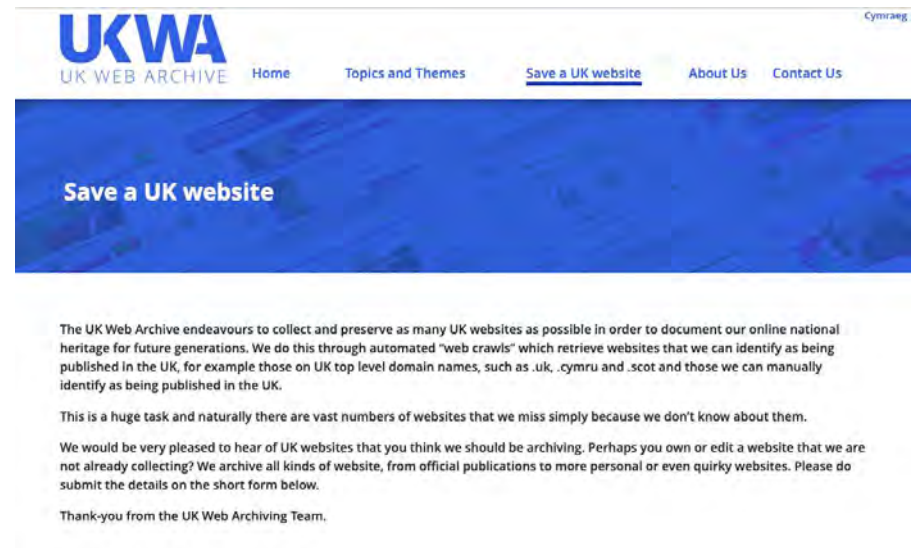 Cymraeg
UKWA
UK WEB ARCHIVE
Home
Topics and Themes
Save a UK website
About Us
Contact Us
Save a UK website
The UK Web Archive endeavours to collect and preserve as many UK websites as possible in order to document our online national
heritage for future generations. We do this through automated "web crawls" which retrieve websites that we can identify as being
published in the UK, for example those on UK top level domain names, such as .uk, .cymru and .scot and those we can manually
identify as being published in the UK.
This is a huge task and naturally there are vast numbers of websites that we miss simply because we don't know about them.
We would be very pleased to hear of UK websites that you think we should be archiving. Perhaps you own or edit a website that we are
not already collecting? We archive all kinds of website, from official publications to more personal or even quirky websites. Please do
submit the details on the short form below.
Thank-you from the UK Web Archiving Team.